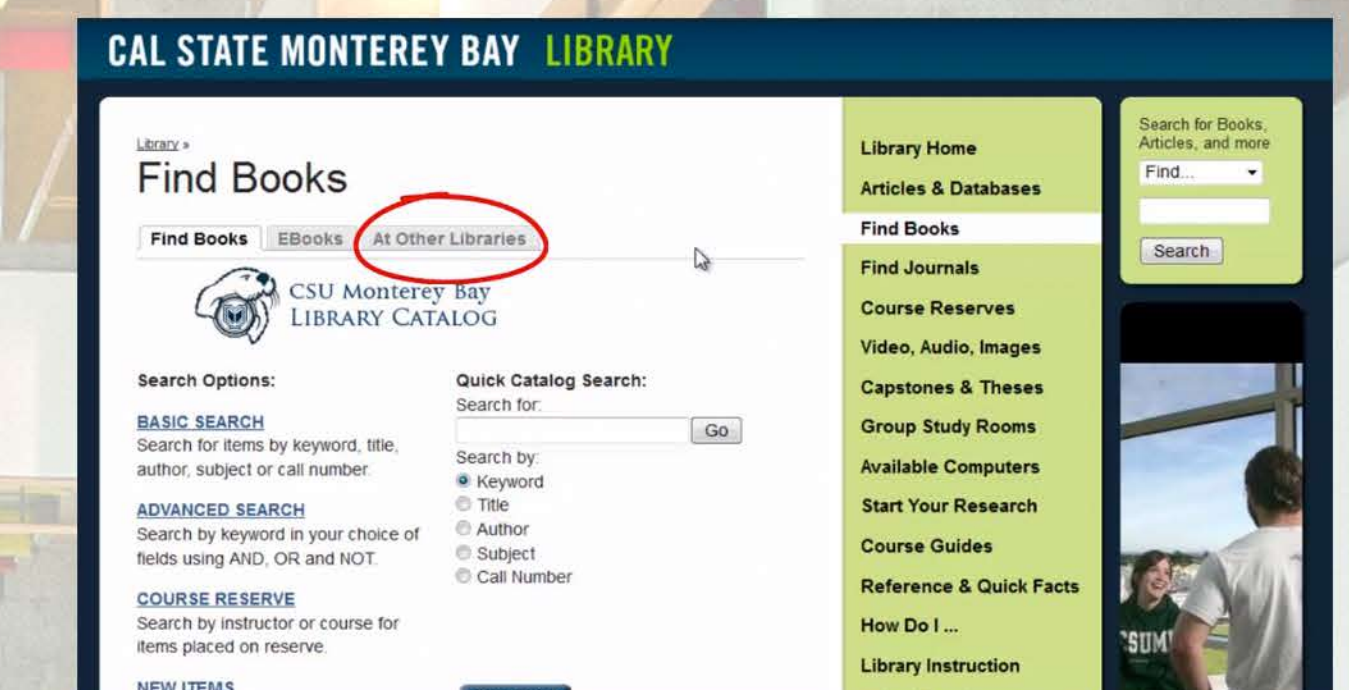 CAL STATE MONTEREY BAY LIBRARY
Library »
Find Books
Find Books EBooks At Other Libraries
CSU Monterey Bay
LIBRARY CATALOG
Search Options:
BASIC SEARCH
Search for items by keyword, title,
author, subject or call number.
ADVANCED SEARCH
Search by keyword in your choice of
fields using AND, OR and NOT.
COURSE RESERVE
Search by instructor or course for
items placed on reserve.
NEW ITEMS
Quick Catalog Search:
Search for:
Go
Search by:
Keyword
Title
Author
Subject
Call Number
Library Home
Articles & Databases
Find Books
Find Journals
Course Reserves
Video, Audio, Images
Capstones & Theses
Group Study Rooms
Available Computers
Start Your Research
Course Guides
Reference & Quick Facts
How Do I ...
Library Instruction
Search for Books,
Articles, and more
Find...
Search
CSUM